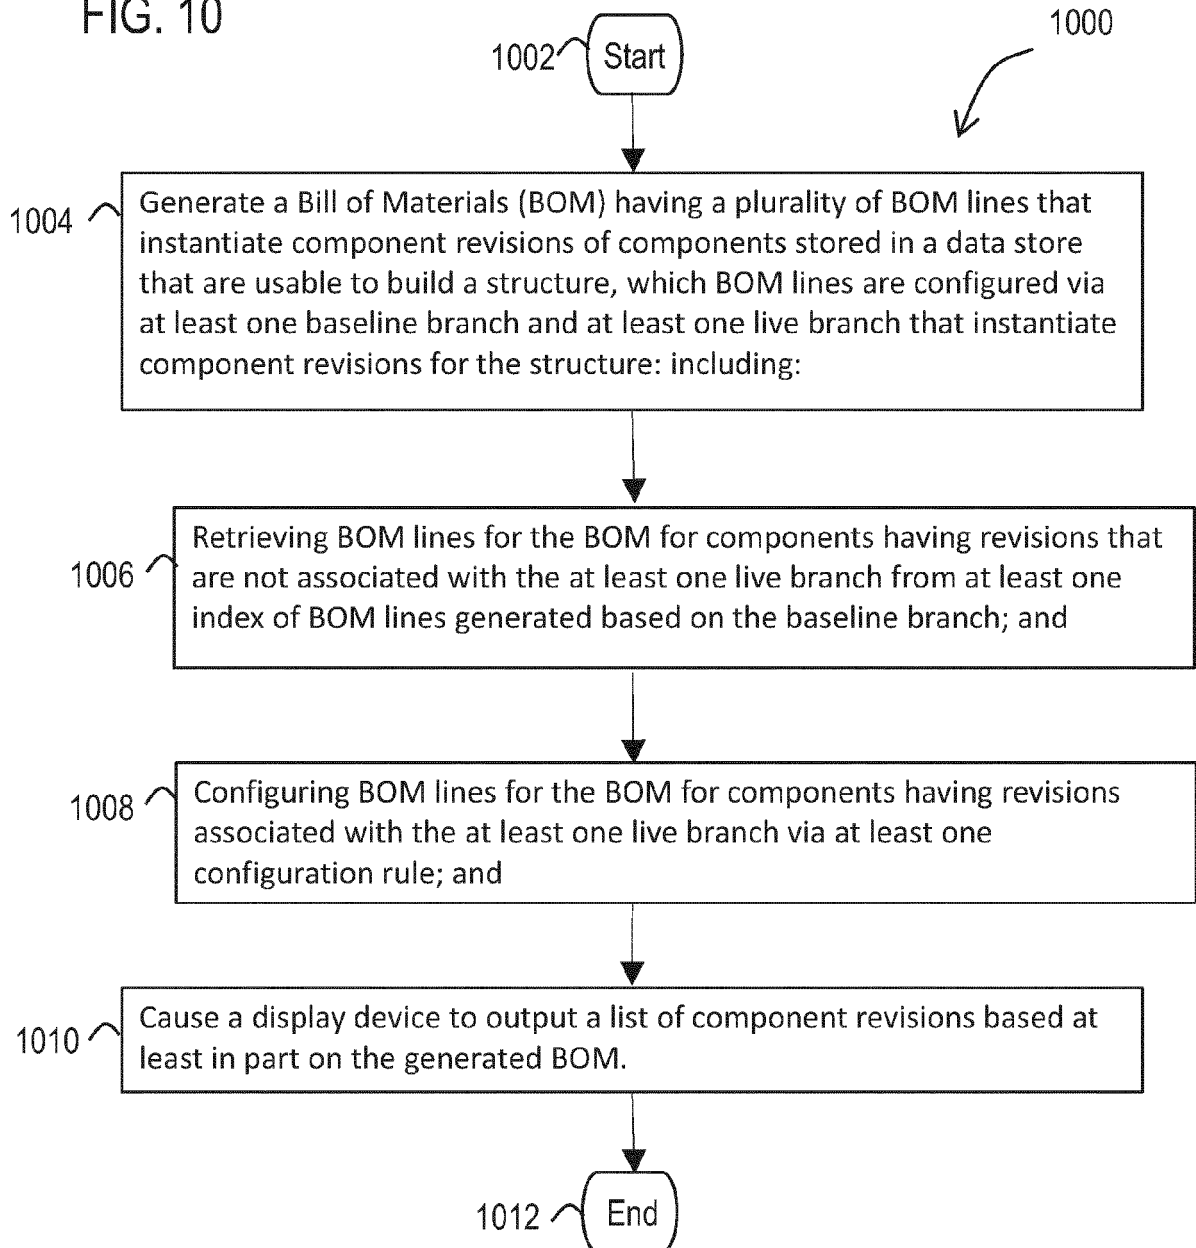 FIG. 10
1000
1002
Start
1004
Generate a Bill of Materials (BOM) having a plurality of BOM lines that
instantiate component revisions of components stored in a data store
that are usable to build a structure, which BOM lines are configured via
at least one baseline branch and at least one live branch that instantiate
component revisions for the structure: including:
1006
Retrieving BOM lines for the BOM for components having revisions that
are not associated with the at least one live branch from at least one
index of BOM lines generated based on the baseline branch; and
1008
Configuring BOM lines for the BOM for components having revisions
associated with the at least one live branch via at least one
configuration rule; and
1010
Cause a display device to output a list of component revisions based at
least in part on the generated BOM.
1012
End